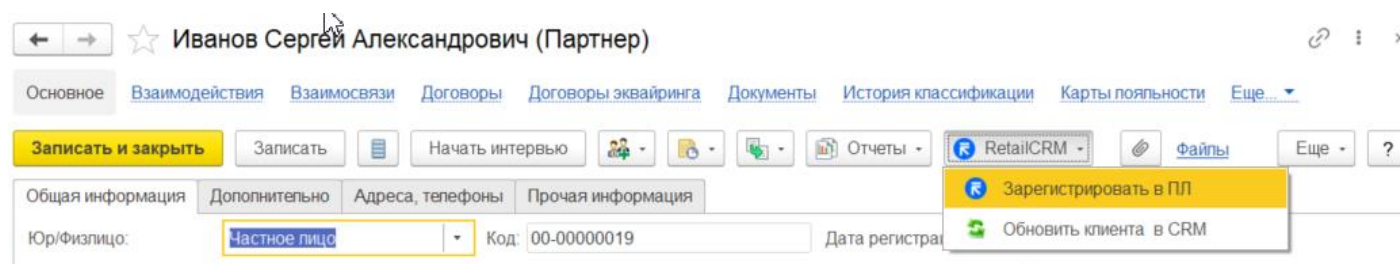 Иванов Сергей Александрович (Партнер)
Основное Взаимодействия Взаимосвязи Договоры Договоры эквайринга Документы История классификации Карты лояльности Еще...
Записать и закрыть Записать Начать интервью Отчеты RetailCRM Файлы Еще ?
Зарегистрировать в ПЛ
Общая информация Дополнительно Адреса, телефоны Прочая информация
Обновить клиента в CRM
Юр/Физлицо: Частное лицо Код: 00-00000019 Дата регистра